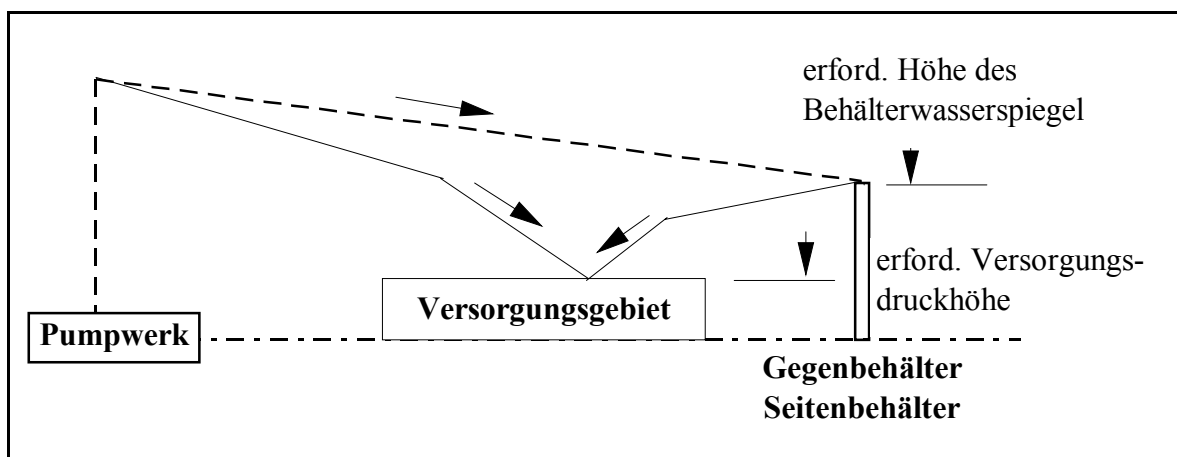 erford. Höhe des
Behälterwasserspiegel
erford. Versorgungs-
druckhöhe
Versorgungsgebiet
Pumpwerk
Gegenbehälter
Seitenbehälter